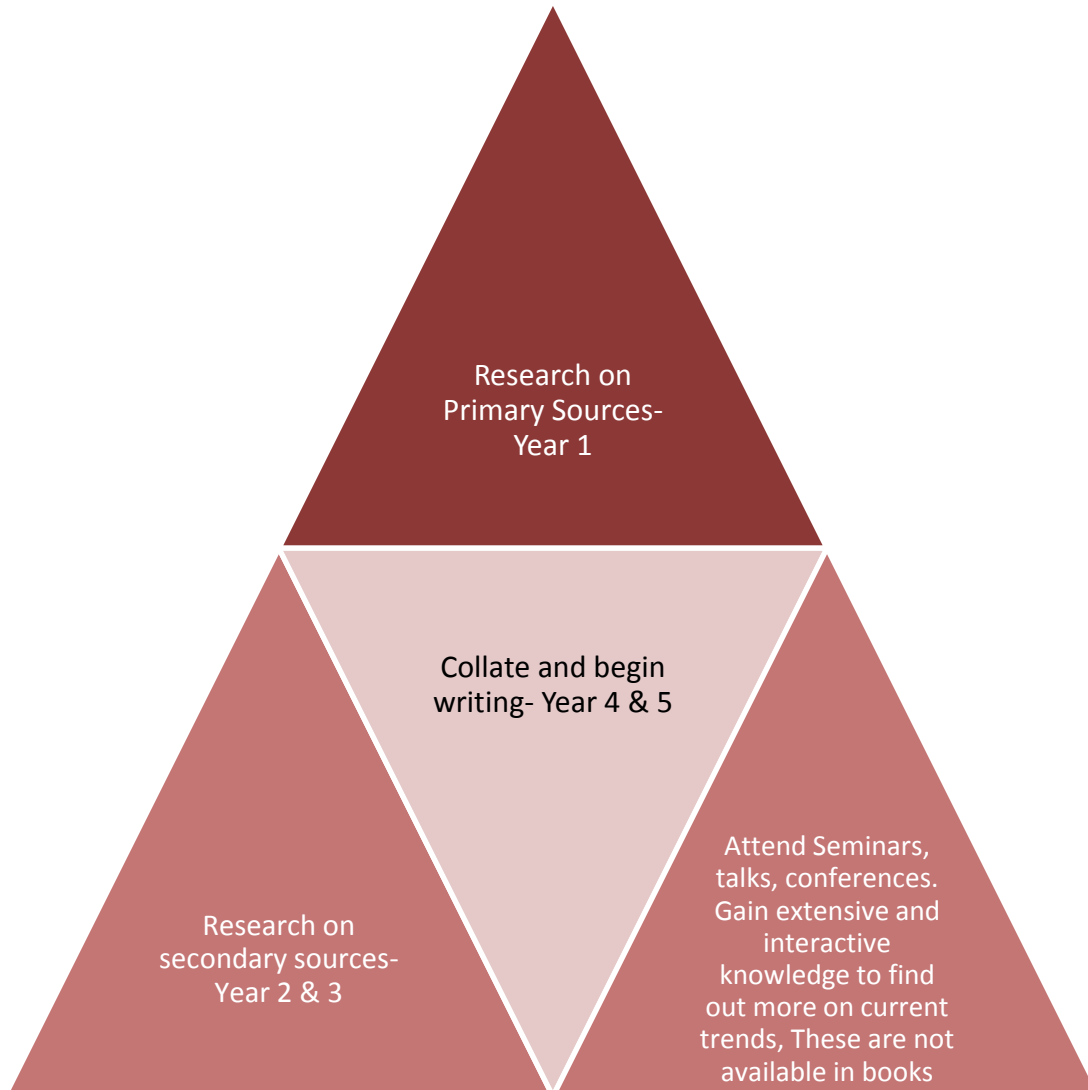 Research on
Primary Sources-
Year 1
Collate and begin
writing- Year 4 & 5
Research on
secondary sources-
Year 2 & 3
Attend Seminars,
talks, conferences.
Gain extensive and
interactive
knowledge to find
out more on current
trends, These are not
available in books